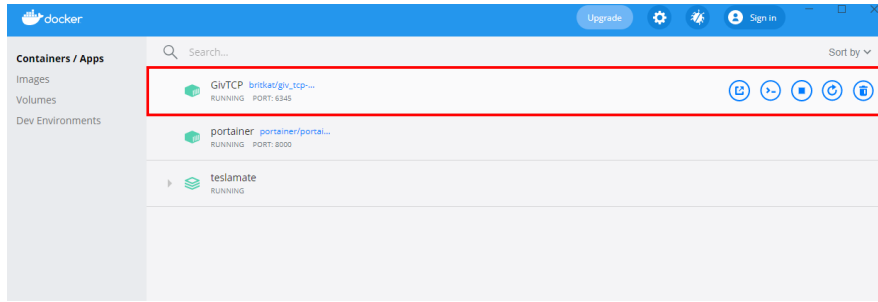 docker
Upgrade
Sign in
Containers / Apps
Images
Volumes
Dev Environments
Search...
Sort by
GivTCP britkat/giv_tcp-...
RUNNING PORT: 6345
portainer portainer/portai...
RUNNING PORT: 8000
teslamate
RUNNING